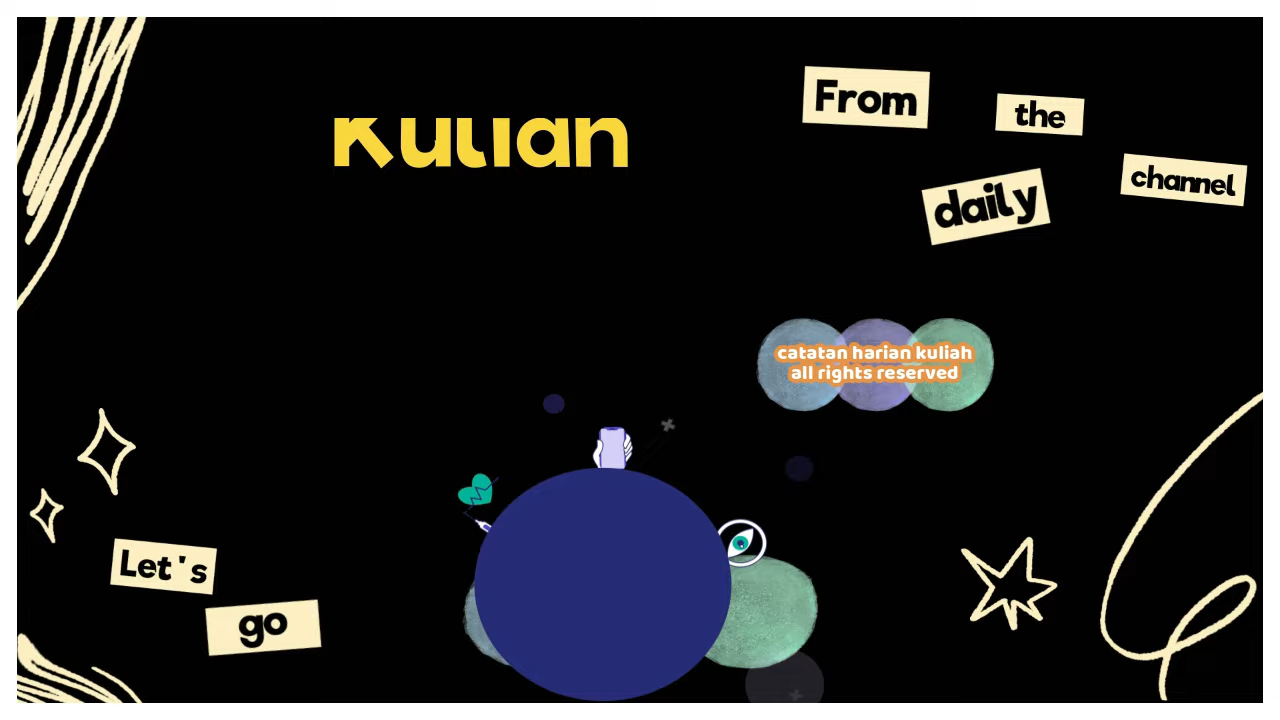 Kuliah
From the
daily channel
catatan harian kuliah
all rights reserved
Let's
go